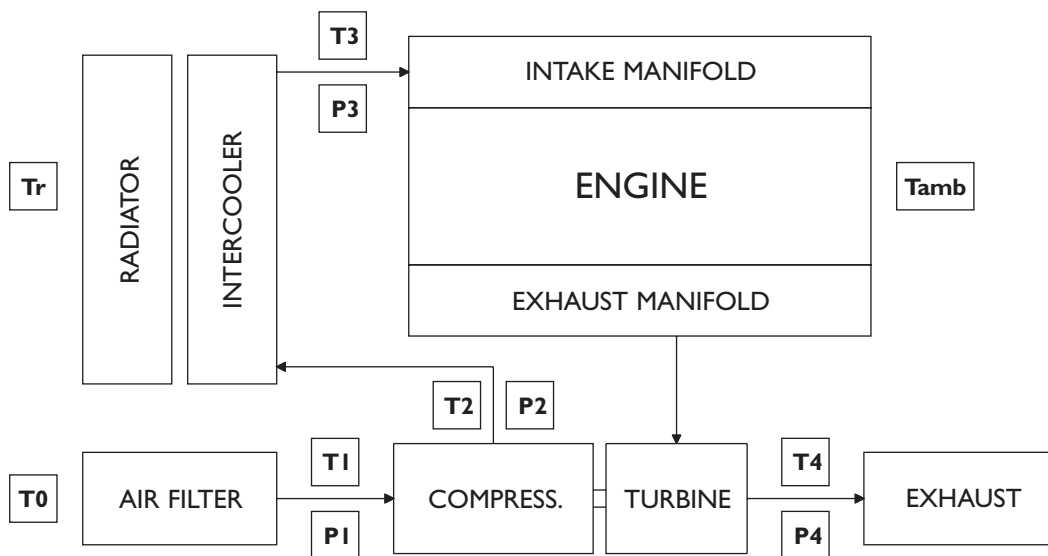 T3
INTAKE MANIFOLD
P3
RADIATOR
INTERCOOLER
Tr
ENGINE
Tamb
EXHAUST MANIFOLD
T2
P2
T1
T4
T0
AIR FILTER
COMPRESS.
TURBINE
EXHAUST
P1
P4